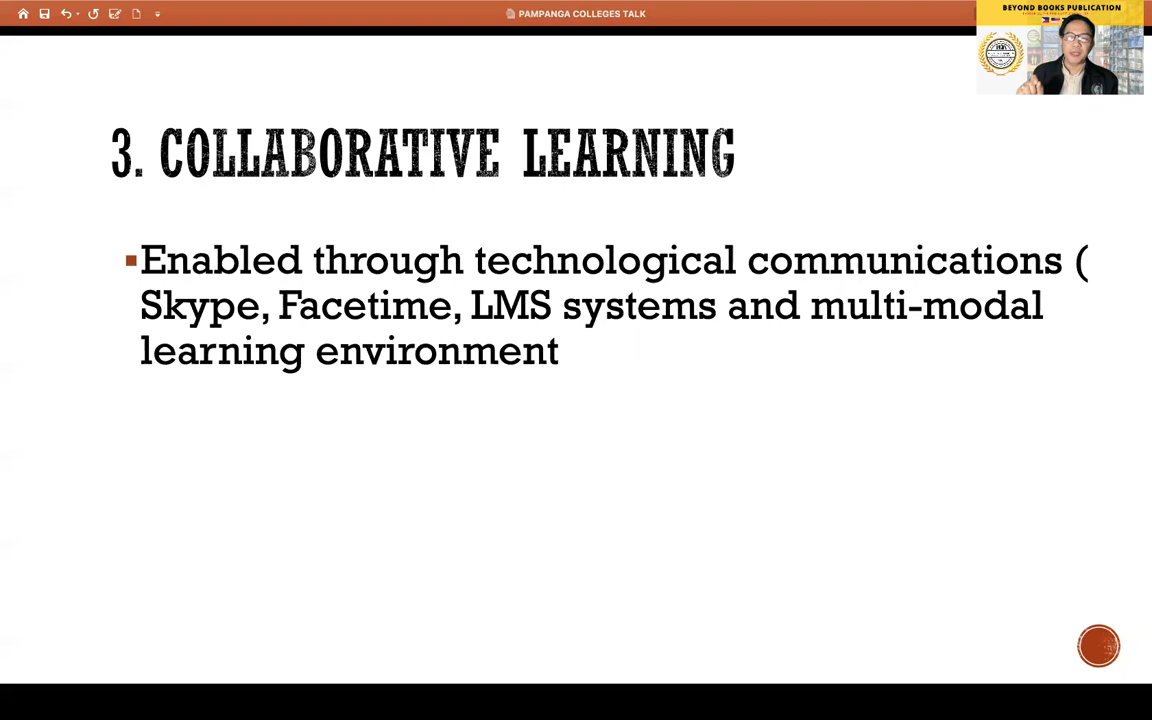 PAMPANGA COLLEGES TALK
BEYOND BOOKS PUBLICATION
3. COLLABORATIVE LEARNING
Enabled through technological communications (
Skype, Facetime, LMS systems and multi-modal
learning environment